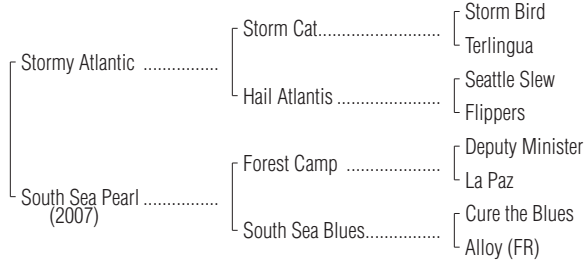 Storm Bird
Storm Cat........................
Terlingua
Stormy Atlantic ...............
Seattle Slew
Hail Atlantis .....................
Flippers
Deputy Minister
Forest Camp ...................
La Paz
South Sea Pearl ...............
(2007)
Cure the Blues
South Sea Blues...............
Alloy (FR)